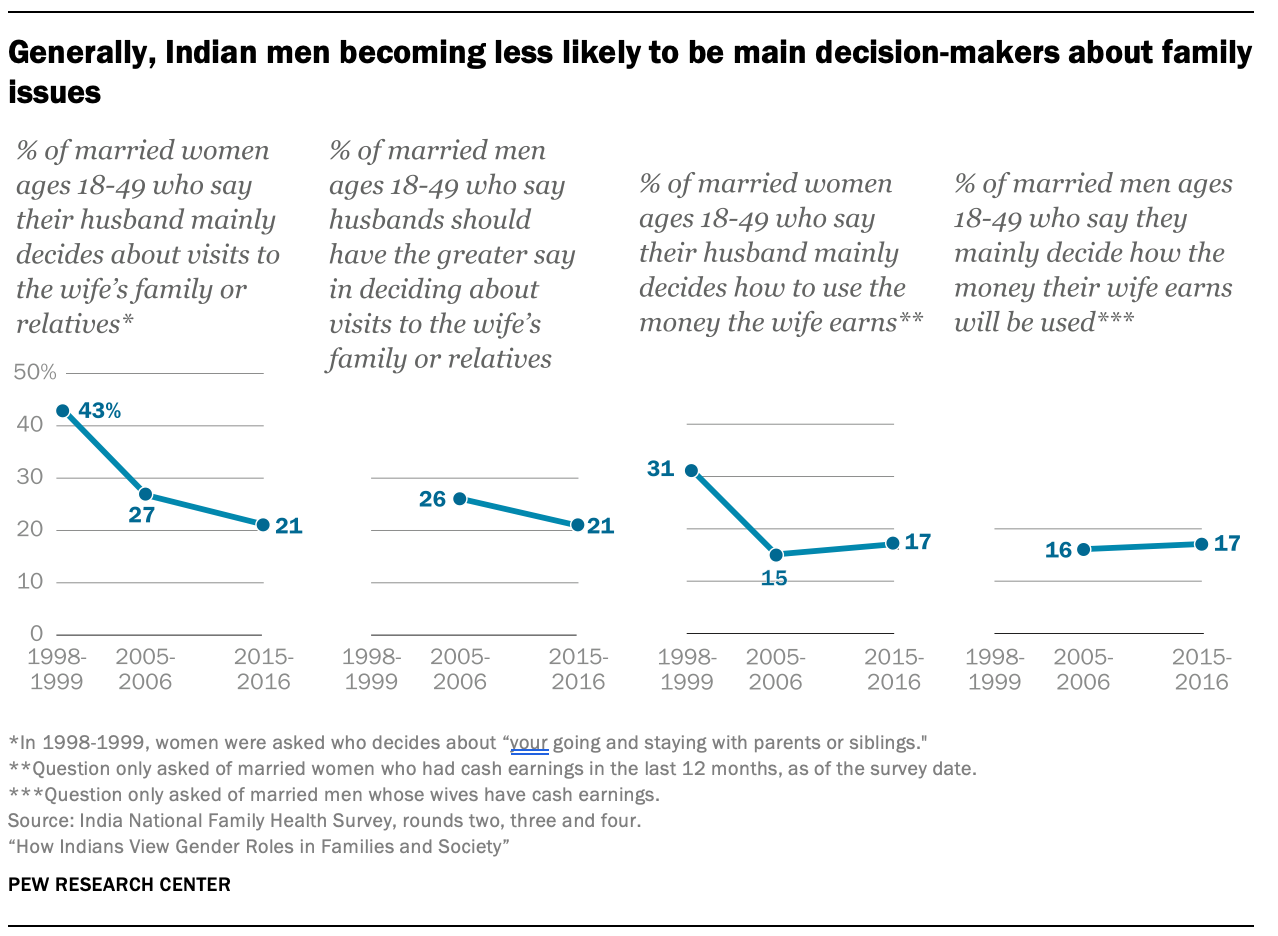 Generally, Indian men becoming less likely to be main decision-makers about family
issues
% of married women
ages 18-49 who say
their husband mainly
decides about visits to
the wife’s family or
relatives*
50%
40
30
20
10
0
43%
27
21
1998-
1999
2005-
2006
2015-
2016
% of married men
ages 18-49 who say
husbands should
have the greater say
in deciding about
visits to the wife’s
family or relatives
26
21
1998-
1999
2005-
2006
2015-
2016
% of married women
ages 18-49 who say
their husband mainly
decides how to use the
money the wife earns**
31
15
17
1998-
1999
2005-
2006
2015-
2016
% of married men ages
18-49 who say they
mainly decide how the
money their wife earns
will be used***
16
17
1998-
1999
2005-
2006
2015-
2016
*In 1998-1999, women were asked who decides about “your going and staying with parents or siblings."
**Question only asked of married women who had cash earnings in the last 12 months, as of the survey date.
***Question only asked of married men whose wives have cash earnings.
Source: India National Family Health Survey, rounds two, three and four.
“How Indians View Gender Roles in Families and Society”
PEW RESEARCH CENTER